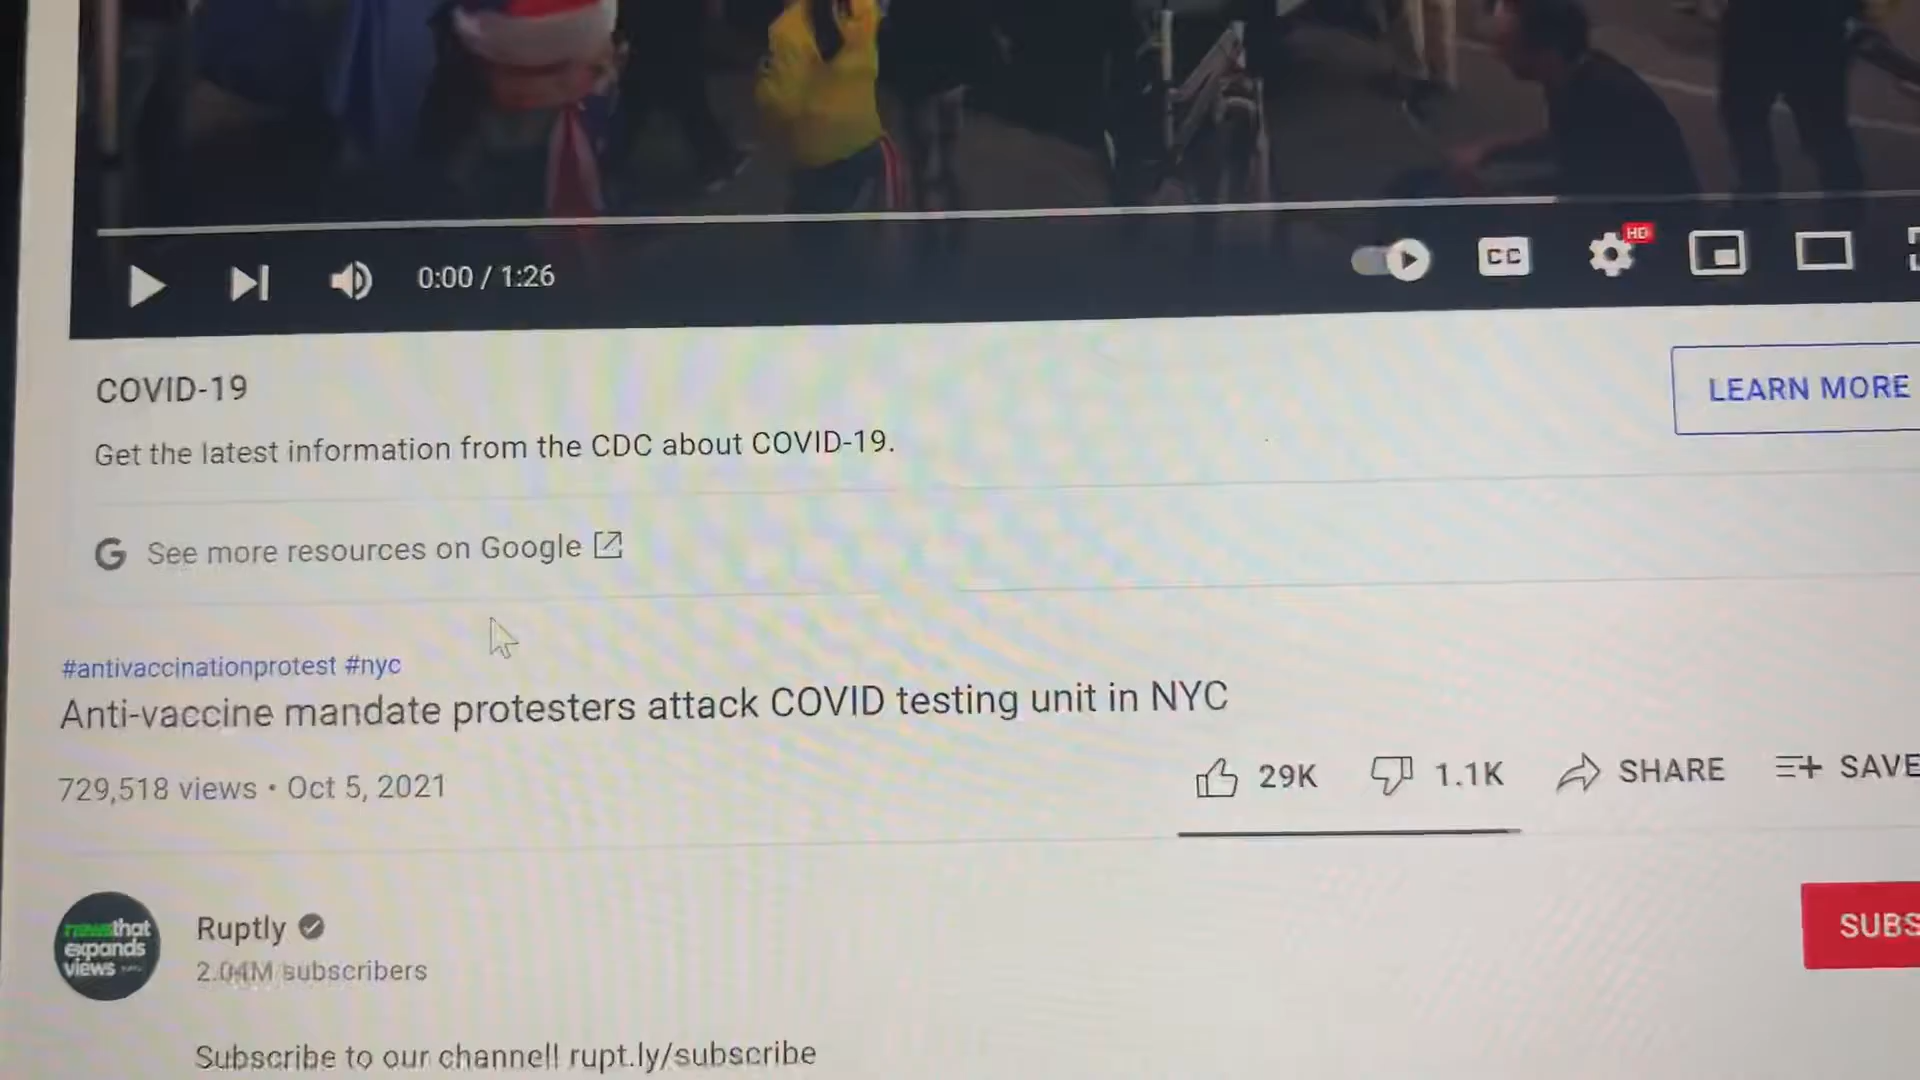 HD
CC
0:00 / 1:26
COVID-19
LEARN MORE
Get the latest information from the CDC about COVID-19.
G See more resources on Google
#antivaccinationprotest #nyc
Anti-vaccine mandate protesters attack COVID testing unit in NYC
729,518 views • Oct 5, 2021
29K 1.1K SHARE SAVE
newsthat
expands
views
Ruptly
SUBS
2.04M subscribers
Subscribe to our channel! rupt.ly/subscribe